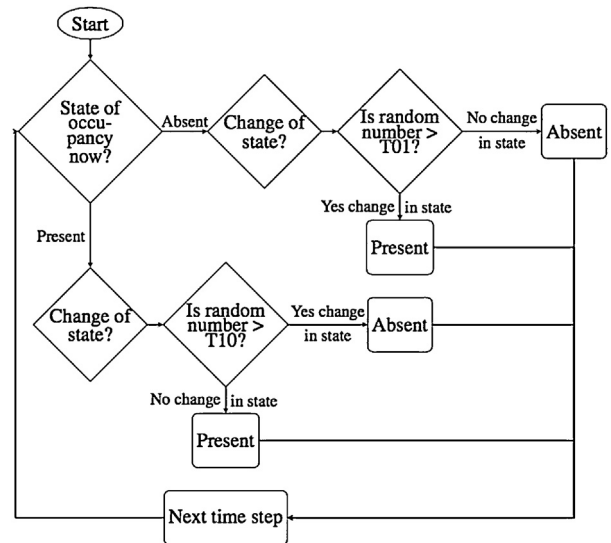 Start
State of
occu-
pancy
now?
Absent
Change of
state?
Is random
number >
T01?
No change
in state
Absent
Yes change in state
Present
Present
Change of
state?
Is random
number >
T10?
Yes change
in state
Absent
No change in state
Present
Next time step